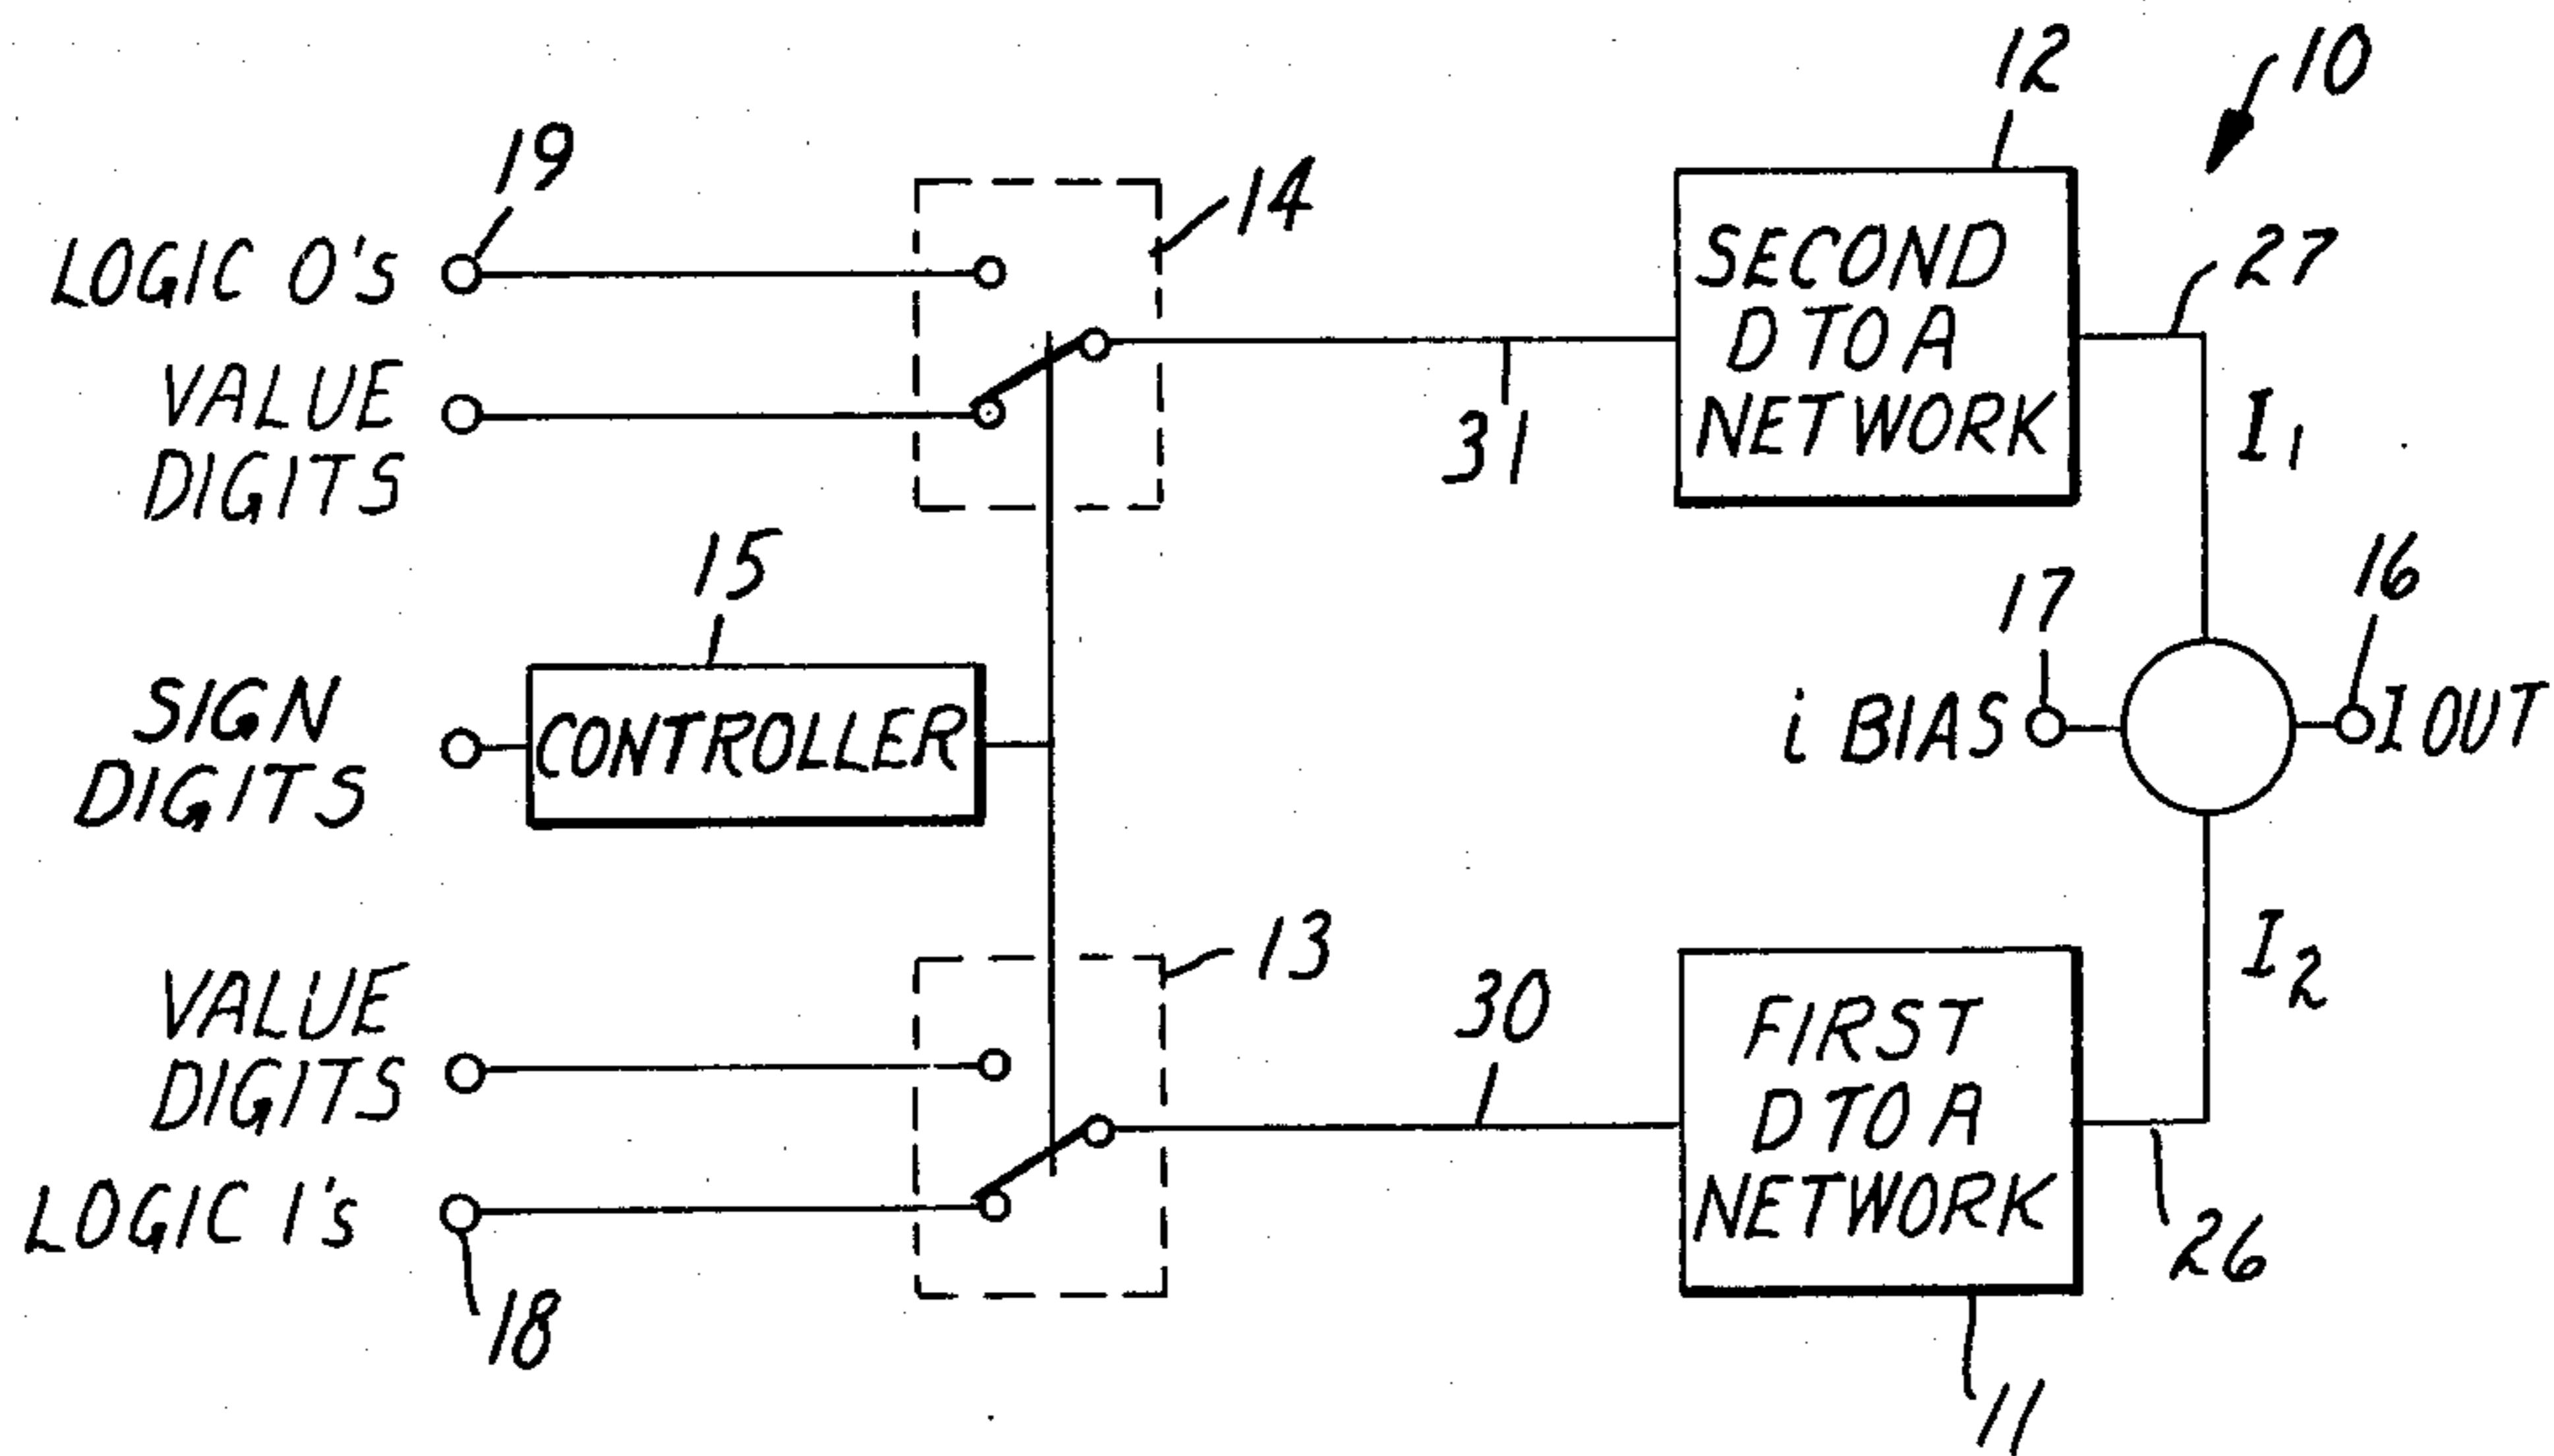 12
10
19
14
LOGIC 0's
SECOND
D TO A
NETWORK
27
VALUE
DIGITS
31
I1
15
17
16
SIGN
DIGITS
CONTROLLER
i BIAS
I OUT
13
I2
VALUE
DIGITS
30
FIRST
D TO A
NETWORK
LOGIC 1's
26
18
11